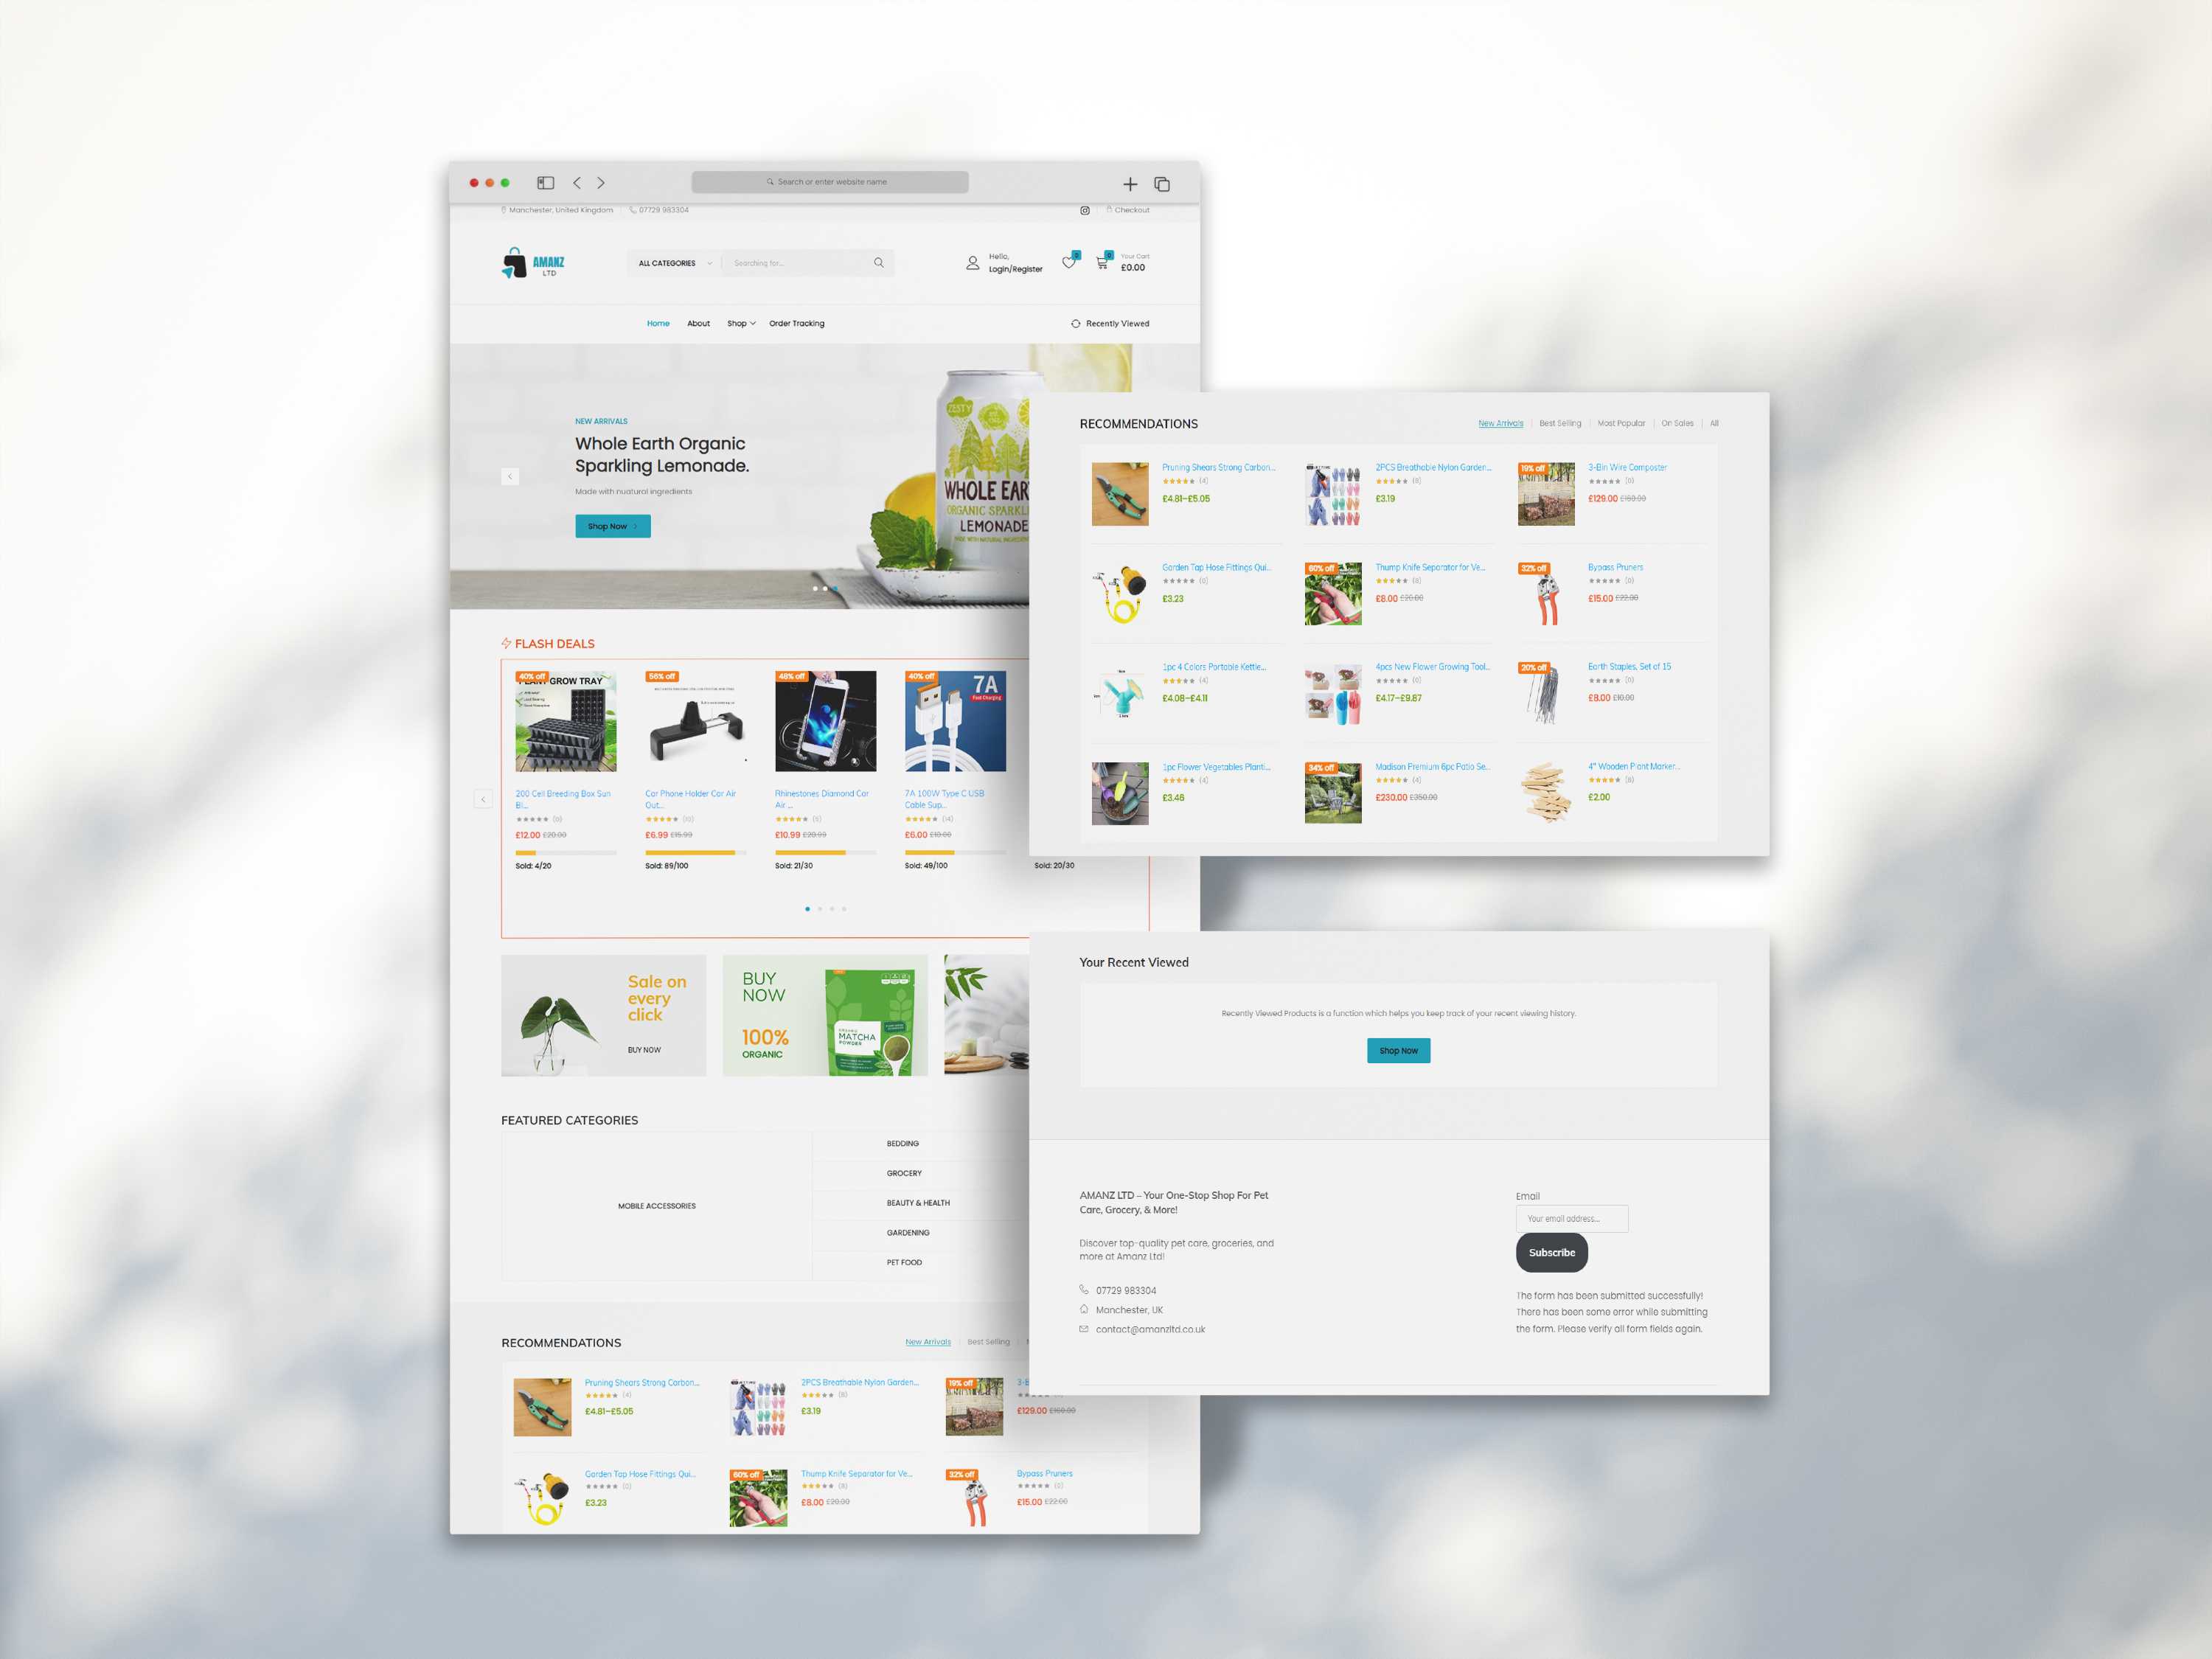 Search or enter website name
Manchester, United Kingdom
07729 983304
Checkout
AMANZ
LTD
ALL CATEGORIES
Searching for...
Hello,
Login/Register
0
0
Your Cart
£0.00
Home
About
Shop
Order Tracking
Recently Viewed
NEW ARRIVALS
Whole Earth Organic
Sparkling Lemonade.
Made with nuatural ingredients
Shop Now
ZESTY
WHOLE EAR
ORGANIC SPARKL
LEMONADE
FLASH DEALS
40% off
GROW TRAY
56% off
48% off
40% off
7A
Fast Charging
200 Cell Breeding Box Sun
Bl...
(0)
£12.00 £20.00
Sold: 4/20
Car Phone Holder Car Air
Out...
£6.99 £15.99
Sold: 89/100
Rhinestones Diamond Car
Air ...
£10.99 £20.99
Sold: 21/30
7A 100W Type C USB
Cable Sup...
(14)
£6.00 £10.00
Sold: 49/100
Sold: 20/30
Sale on
every
click
BUY NOW
BUY
NOW
100%
ORGANIC
ORGANIC
MATCHA
POWDER
FEATURED CATEGORIES
MOBILE ACCESSORIES
BEDDING
GROCERY
BEAUTY & HEALTH
GARDENING
PET FOOD
RECOMMENDATIONS
New Arrivals
Best Selling
Pruning Shears Strong Carbon...
(4)
£4.81–£5.05
2PCS Breathable Nylon Garden...
(8)
£3.19
19% off
3-B
£129.00 £160.00
Garden Tap Hose Fittings Qui...
(0)
£3.23
60% off
Thump Knife Separator for Ve...
(8)
£8.00 £20.00
32% off
Bypass Pruners
(0)
£15.00 £22.00
RECOMMENDATIONS
New Arrivals
Best Selling
Most Popular
On Sales
All
Pruning Shears Strong Carbon...
(4)
£4.81–£5.05
2PCS Breathable Nylon Garden...
(8)
£3.19
19% off
3-Bin Wire Composter
(0)
£129.00 £160.00
Garden Tap Hose Fittings Qui...
(0)
£3.23
60% off
Thump Knife Separator for Ve...
(8)
£8.00 £20.00
32% off
Bypass Pruners
(0)
£15.00 £22.00
1pc 4 Colors Portable Kettle...
(4)
£4.08–£4.11
4pcs New Flower Growing Tool...
(0)
£4.17–£9.87
20% off
Earth Staples, Set of 15
(0)
£8.00 £10.00
1pc Flower Vegetables Planti...
(4)
£3.46
34% off
Madison Premium 6pc Patio Se...
(4)
£230.00 £350.00
4" Wooden Plant Marker...
(8)
£2.00
Your Recent Viewed
Recently Viewed Products is a function which helps you keep track of your recent viewing history.
Shop Now
AMANZ LTD – Your One-Stop Shop For Pet
Care, Grocery, & More!
Discover top-quality pet care, groceries, and
more at Amanz Ltd!
07729 983304
Manchester, UK
contact@amanzltd.co.uk
Email
Your email address...
Subscribe
The form has been submitted successfully!
There has been some error while submitting
the form. Please verify all form fields again.